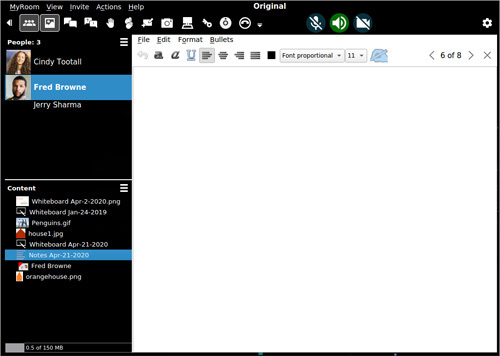 Original
MyRoom View Invite Actions Help
People: 3
Cindy Tootall
Fred Browne
Jerry Sharma
Content
Whiteboard Apr-2-2020.png
Whiteboard Jan-24-2019
Penguins.gif
house1.jpg
Whiteboard Apr-21-2020
Notes Apr-21-2020
Fred Browne
orangehouse.png
0.5 of 150 MB
File Edit Format Bullets
a a U Font proportional 11 6 of 8